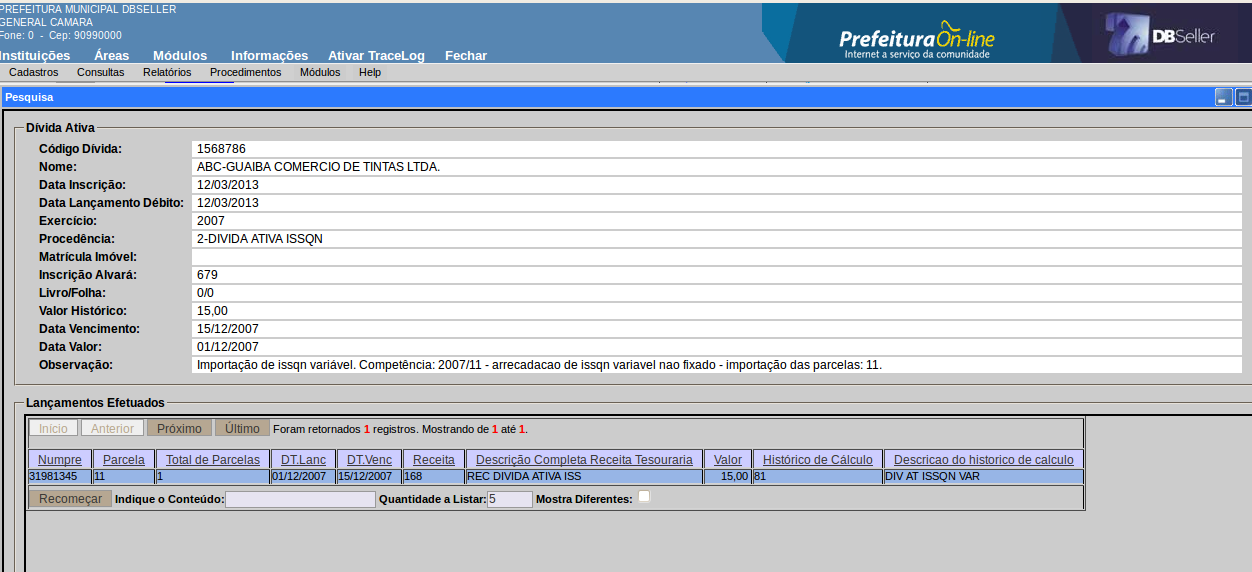 PREFEITURA MUNICIPAL DBSELLER
GENERAL CAMARA
Fone: 0 - Cep: 90990000
PrefeituraOn-line
Internet a serviço da comunidade
DBSeller
Instituições Áreas Módulos Informações Ativar TraceLog Fechar
Cadastros Consultas Relatórios Procedimentos Módulos Help
Pesquisa
Dívida Ativa
Código Dívida: 1568786
Nome: ABC-GUAIBA COMERCIO DE TINTAS LTDA.
Data Inscrição: 12/03/2013
Data Lançamento Débito: 12/03/2013
Exercício: 2007
Procedência: 2-DIVIDA ATIVA ISSQN
Matrícula Imóvel:
Inscrição Alvará: 679
Livro/Folha: 0/0
Valor Histórico: 15,00
Data Vencimento: 15/12/2007
Data Valor: 01/12/2007
Observação: Importação de issqn variável. Competência: 2007/11 - arrecadacao de issqn variavel nao fixado - importação das parcelas: 11.
Lançamentos Efetuados
Início Anterior Próximo Último Foram retornados 1 registros. Mostrando de 1 até 1.
Numpre Parcela Total de Parcelas DT.Lanc DT.Venc Receita Descrição Completa Receita Tesouraria Valor Histórico de Cálculo Descricao do historico de calculo
31981345 11 1 01/12/2007 15/12/2007 168 REC DIVIDA ATIVA ISS 15,00 81 DIV AT ISSQN VAR
Recomeçar Indique o Conteúdo: Quantidade a Listar: 5 Mostra Diferentes: